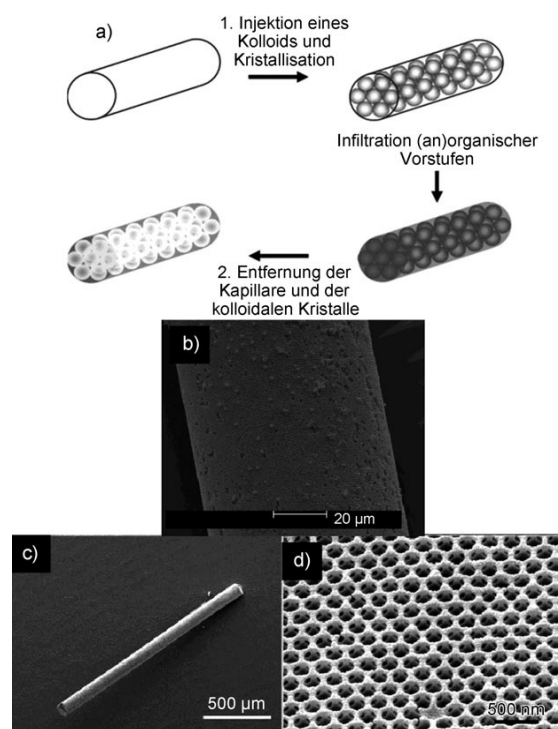 a)
1. Injektion eines
Kolloids und
Kristallisation
Infiltration (an)organischer
Vorstufen
2. Entfernung der
Kapillare und der
kolloidalen Kristalle
b)
20 µm
c)
500 µm
d)
500 nm